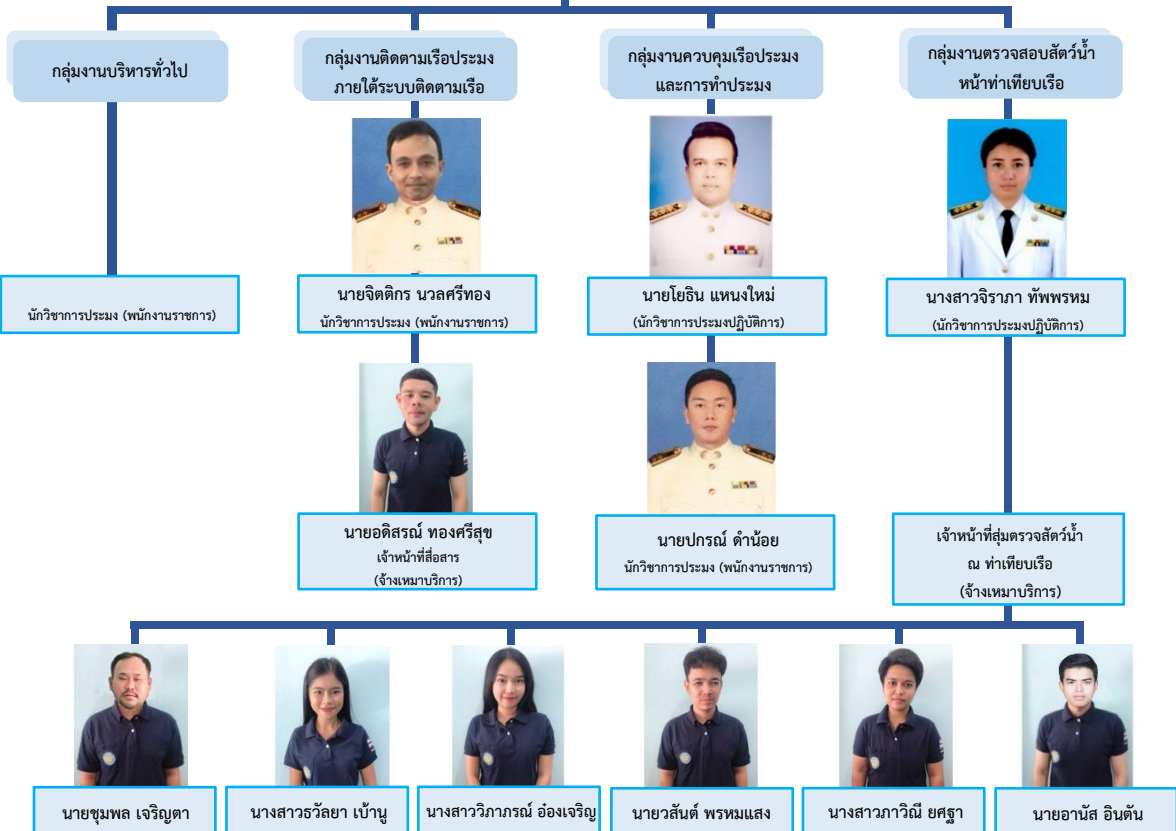 กลุ่มงานบริหารทั่วไป
กลุ่มงานติดตามเรือประมง
ภายใต้ระบบติดตามเรือ
กลุ่มงานควบคุมเรือประมง
และการทำประมง
กลุ่มงานตรวจสอบสัตว์น้ำ
หน้าท่าเทียบเรือ
นักวิชาการประมง (พนักงานราชการ)
นายจิตติกร นวลศรีทอง
นักวิชาการประมง (พนักงานราชการ)
นายโยธิน แหนงใหม่
(นักวิชาการประมงปฏิบัติการ)
นางสาวจิราภา ทัพพรหม
(นักวิชาการประมงปฏิบัติการ)
นายอดิสรณ์ ทองศรีสุข
เจ้าหน้าที่สื่อสาร
(จ้างเหมาบริการ)
นายปกรณ์ ดำน้อย
นักวิชาการประมง (พนักงานราชการ)
เจ้าหน้าที่สุ่มตรวจสัตว์น้ำ
ณ ท่าเทียบเรือ
(จ้างเหมาบริการ)
นายชุมพล เจริญตา
นางสาวธวัลยา เบ้านู
นางสาววิภาภรณ์ อ๋องเจริญ
นายวสันต์ พรหมแสง
นางสาวภาวิณี ยศฐา
นายอานัส อินตัน